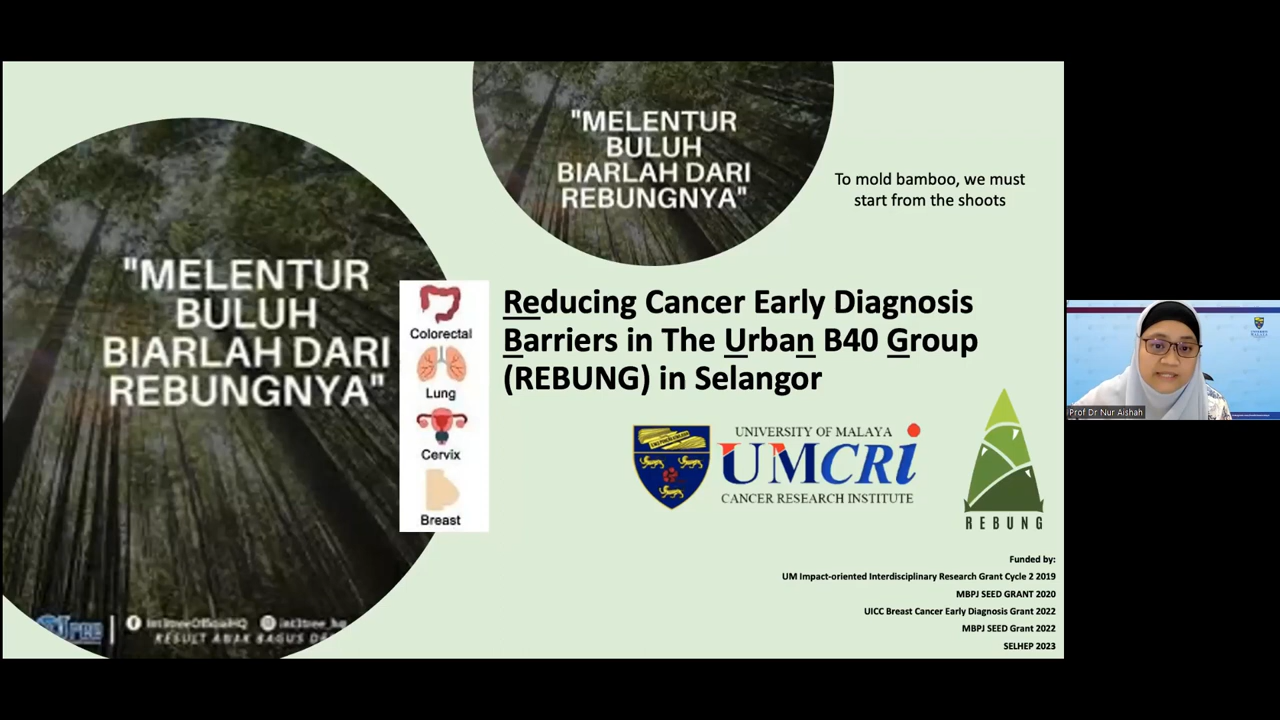 "MELENTUR
BULUH
BIARLAH DARI
REBUNGNYA"
To mold bamboo, we must
start from the shoots
"MELENTUR
BULUH
BIARLAH DARI
REBUNGNYA"
Colorectal
Lung
Cervix
Breast
Reducing Cancer Early Diagnosis
Barriers in The Urban B40 Group
(REBUNG) in Selangor
UNIVERSITY OF MALAYA
UMCRi
CANCER RESEARCH INSTITUTE
REBUNG
Funded by:
UM Impact-oriented Interdisciplinary Research Grant Cycle 2 2019
MBPJ SEED GRANT 2020
UICC Breast Cancer Early Diagnosis Grant 2022
MBPJ SEED Grant 2022
SELHEP 2023
RESULT ANAK BAGUS
Prof Dr Nur Aishah